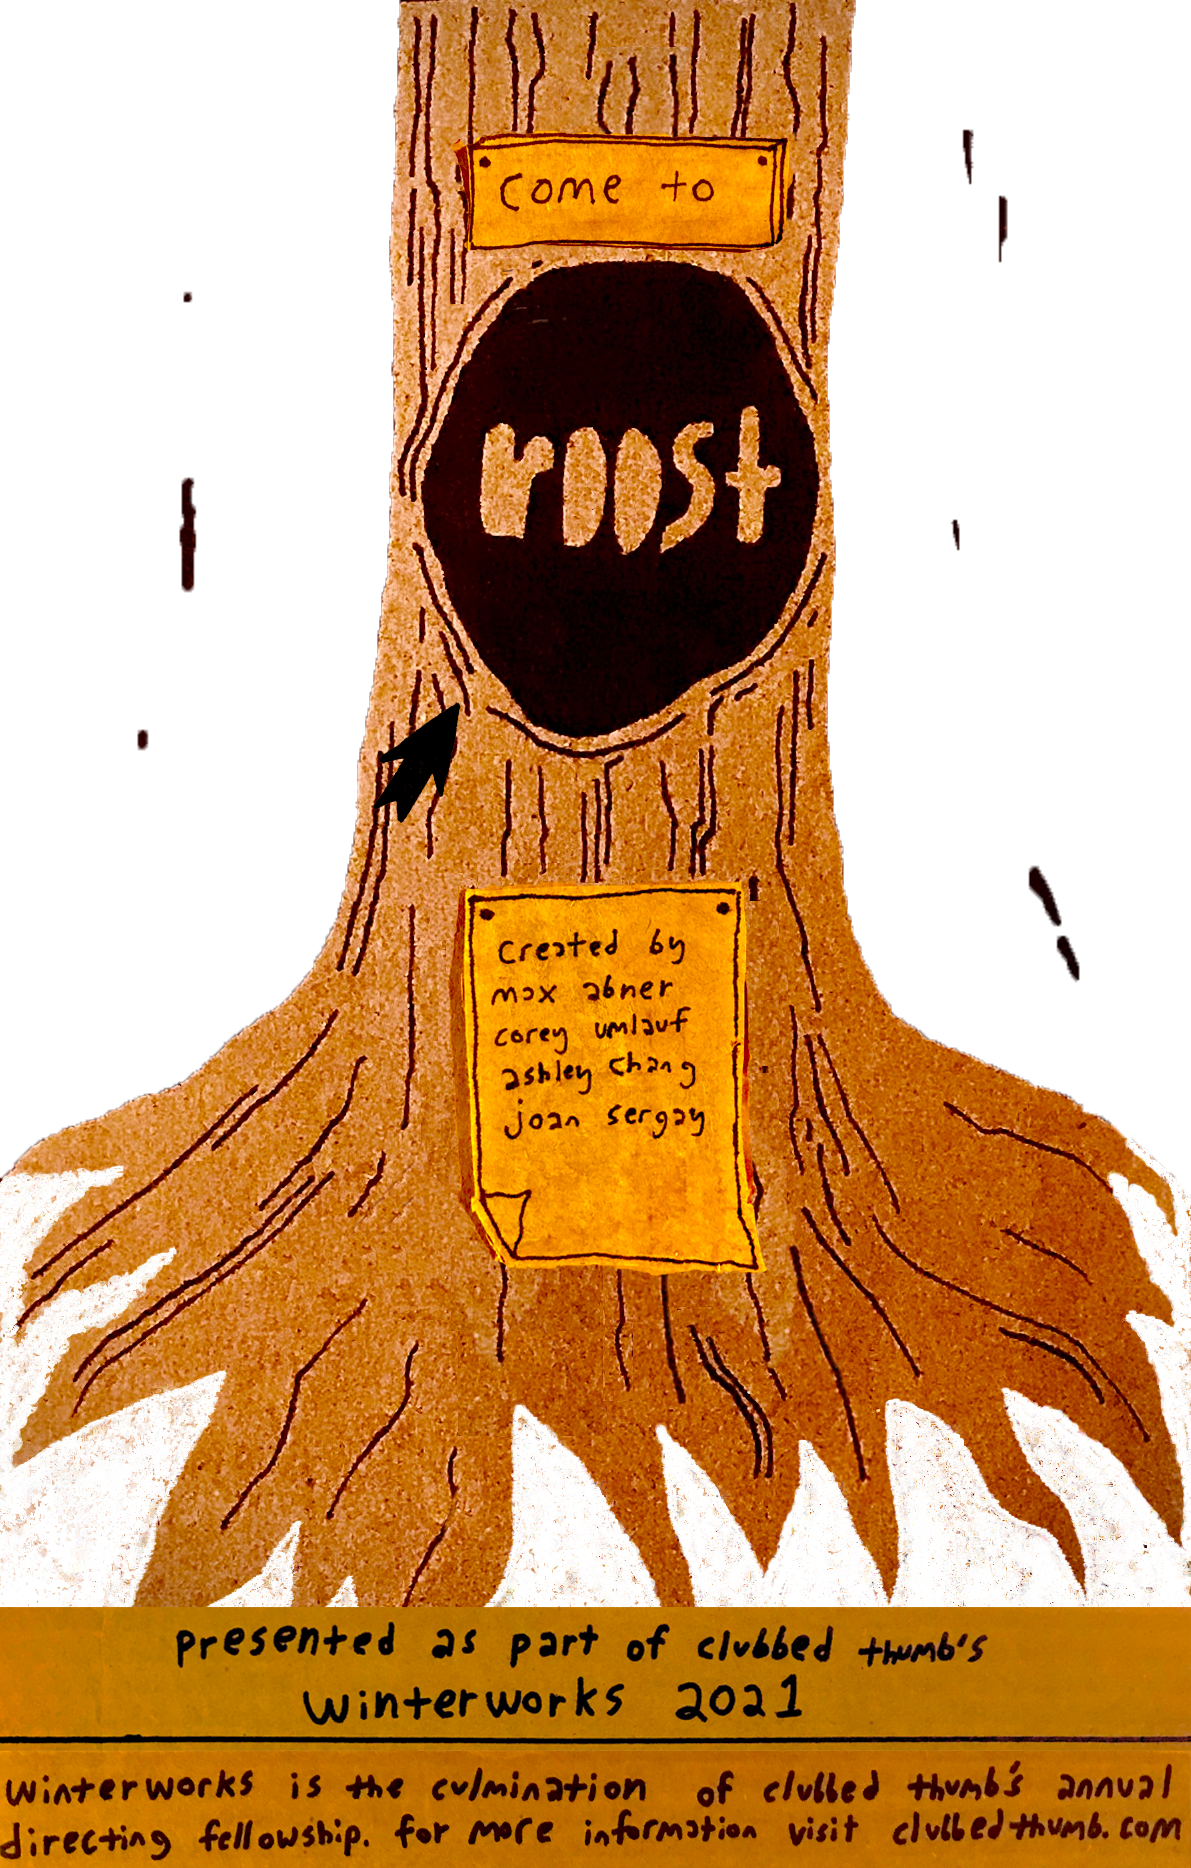 come to
roost
created by
max abner
corey umlauf
ashley chang
joan sergay
presented as part of clubbed thumb's
winterworks 2021
winterworks is the culmination of clubbed thumb's annual
directing fellowship. for more information visit clubbedthumb.com